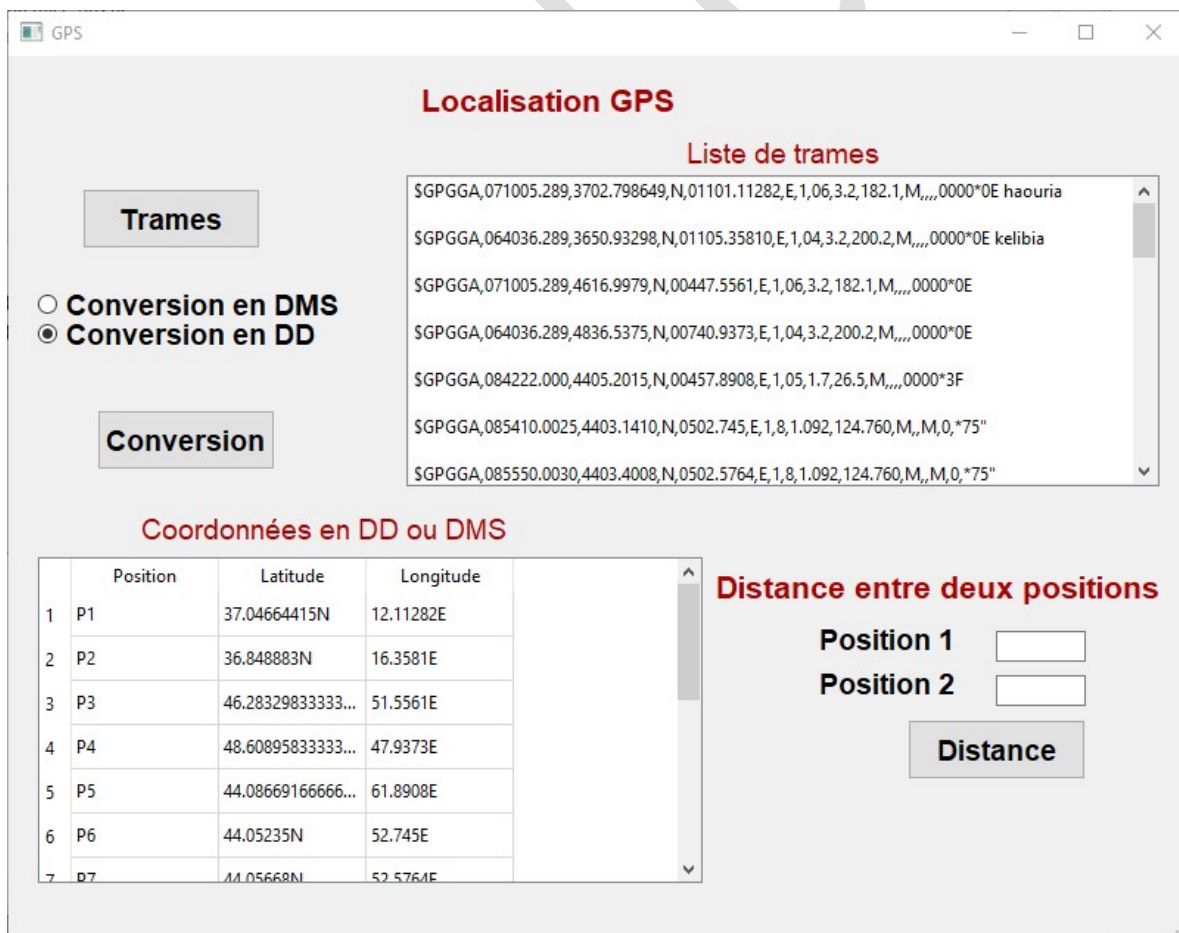 GPS
Localisation GPS
Liste de trames
Trames
$GPGGA,071005.289,3702.798649,N,01101.11282,E,1,06,3.2,182.1,M,,,,0000*0E haouria
$GPGGA,064036.289,3650.93298,N,01105.35810,E,1,04,3.2,200.2,M,,,,0000*0E kelibia
$GPGGA,071005.289,4616.9979,N,00447.5561,E,1,06,3.2,182.1,M,,,,0000*0E
$GPGGA,064036.289,4836.5375,N,00740.9373,E,1,04,3.2,200.2,M,,,,0000*0E
$GPGGA,084222.000,4405.2015,N,00457.8908,E,1,05,1.7,26.5,M,,,,0000*3F
$GPGGA,085410.0025,4403.1410,N,0502.745,E,1,8,1.092,124.760,M,,M,0,*75"
$GPGGA,085550.0030,4403.4008,N,0502.5764,E,1,8,1.092,124.760,M,,M,0,*75"
Conversion en DMS
Conversion en DD
Conversion
Coordonnées en DD ou DMS
Position Latitude Longitude
1 P1 37.04664415N 12.11282E
2 P2 36.848883N 16.3581E
3 P3 46.28329833333... 51.5561E
4 P4 48.60895833333... 47.9373E
5 P5 44.08669166666... 61.8908E
6 P6 44.05235N 52.745E
7 P7 44.05668N 52.5764E
Distance entre deux positions
Position 1
Position 2
Distance